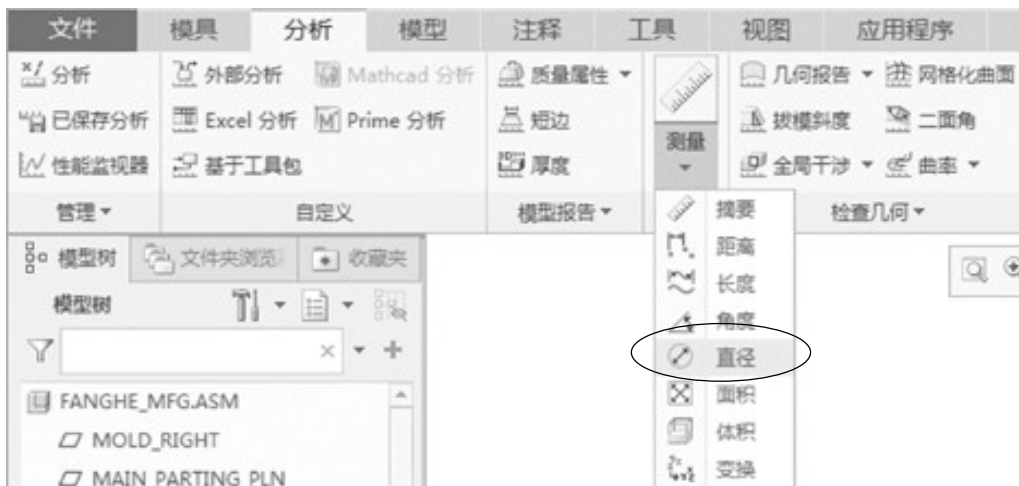 文件 模具 分析 模型 注释 工具 视图 应用程序
分析 外部分析 Mathcad 分析 质量属性 几何报告 网格化曲面
已保存分析 Excel 分析 Prime 分析 短边 测量 拔模斜度 二面角
性能监视器 基于工具包 厚度 全局干涉 曲率
管理 自定义 模型报告 摘要 检查几何
模型树 文件夹浏览 收藏夹 距离
长度
模型树 角度
直径
FANGHE_MFG.ASM 面积
MOLD_RIGHT 体积
MAIN_PARTING_PLN 变换